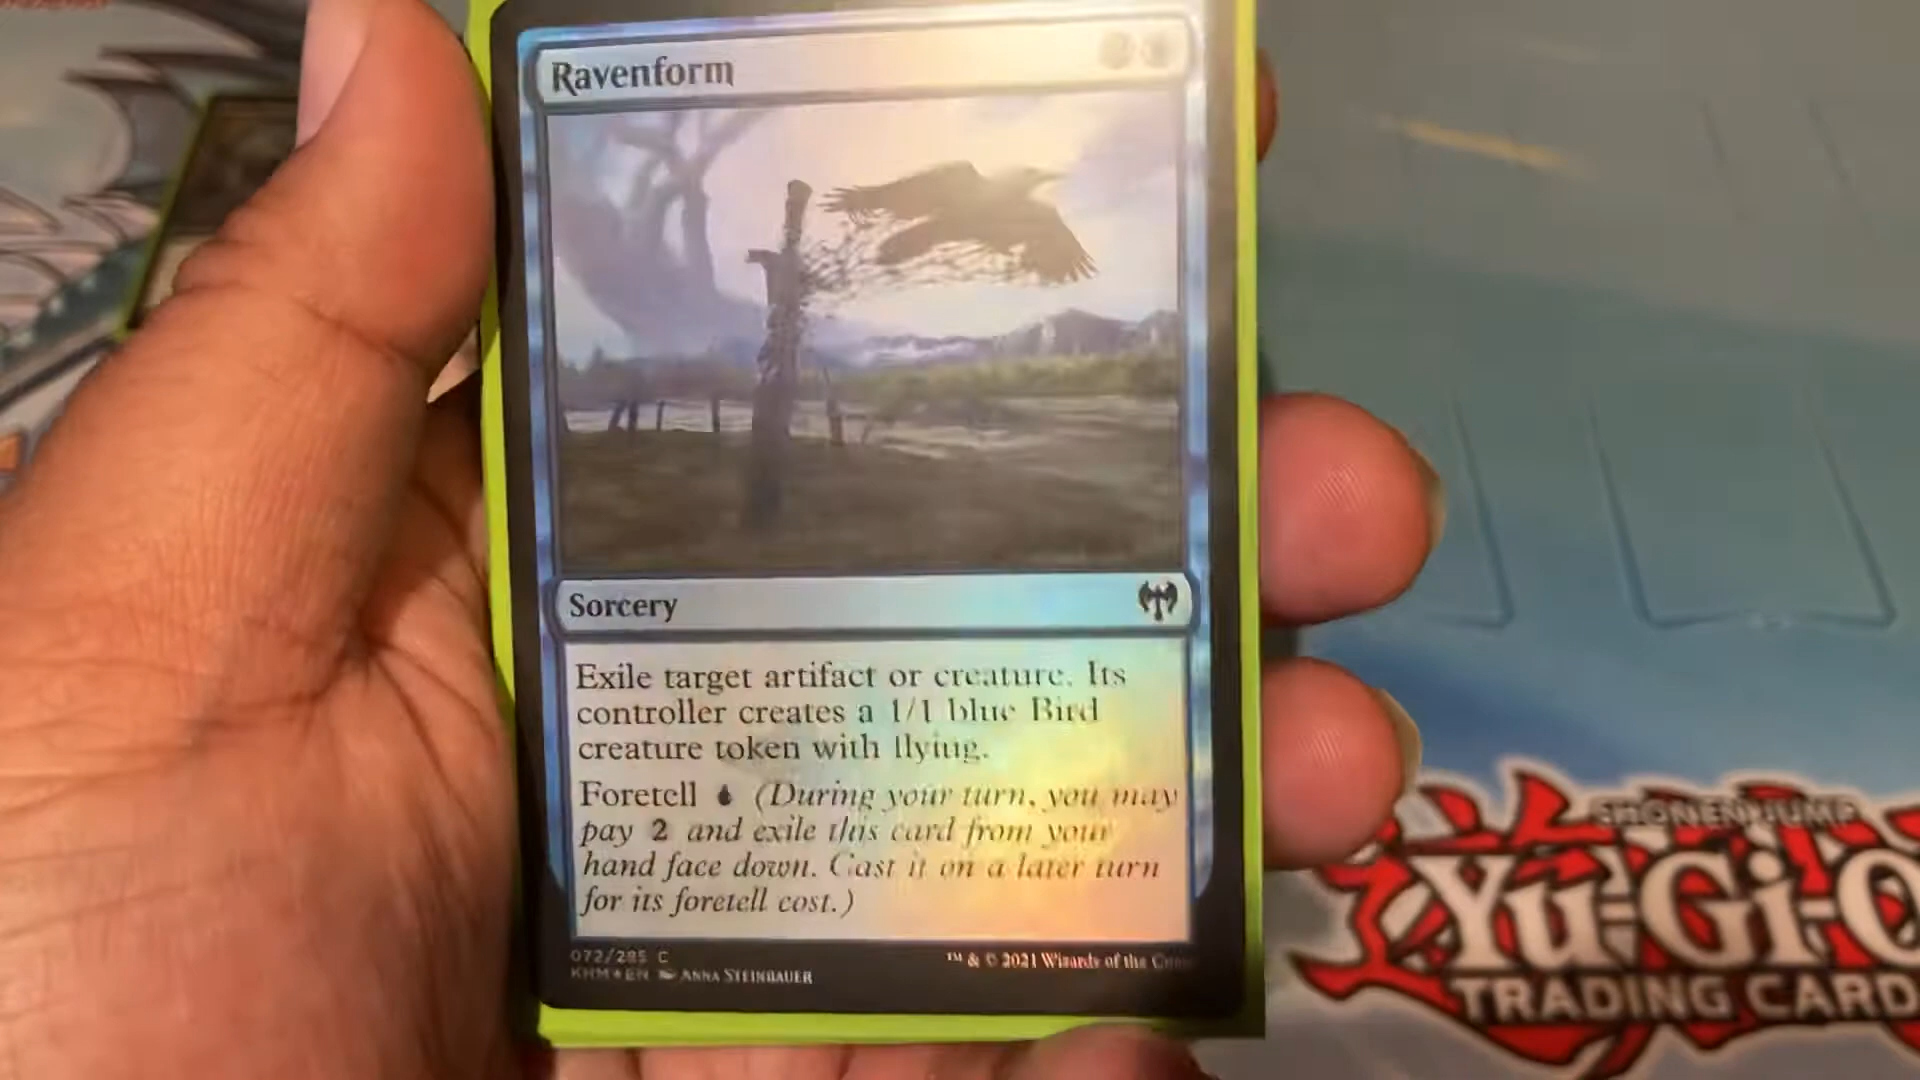 Ravenform
Sorcery
Exile target artifact or creature. Its
controller creates a 1/1 blue Bird
creature token with flying.
Foretell (During your turn, you may
pay 2 and exile this card from your
hand face down. Cast it on a later turn
for its foretell cost.)
072/285 C
KHM★EN ANNA STEINBAUER
™ & © 2021 Wizards of the
SHONEN JUMP
Yu-Gi-O
TRADING CARD